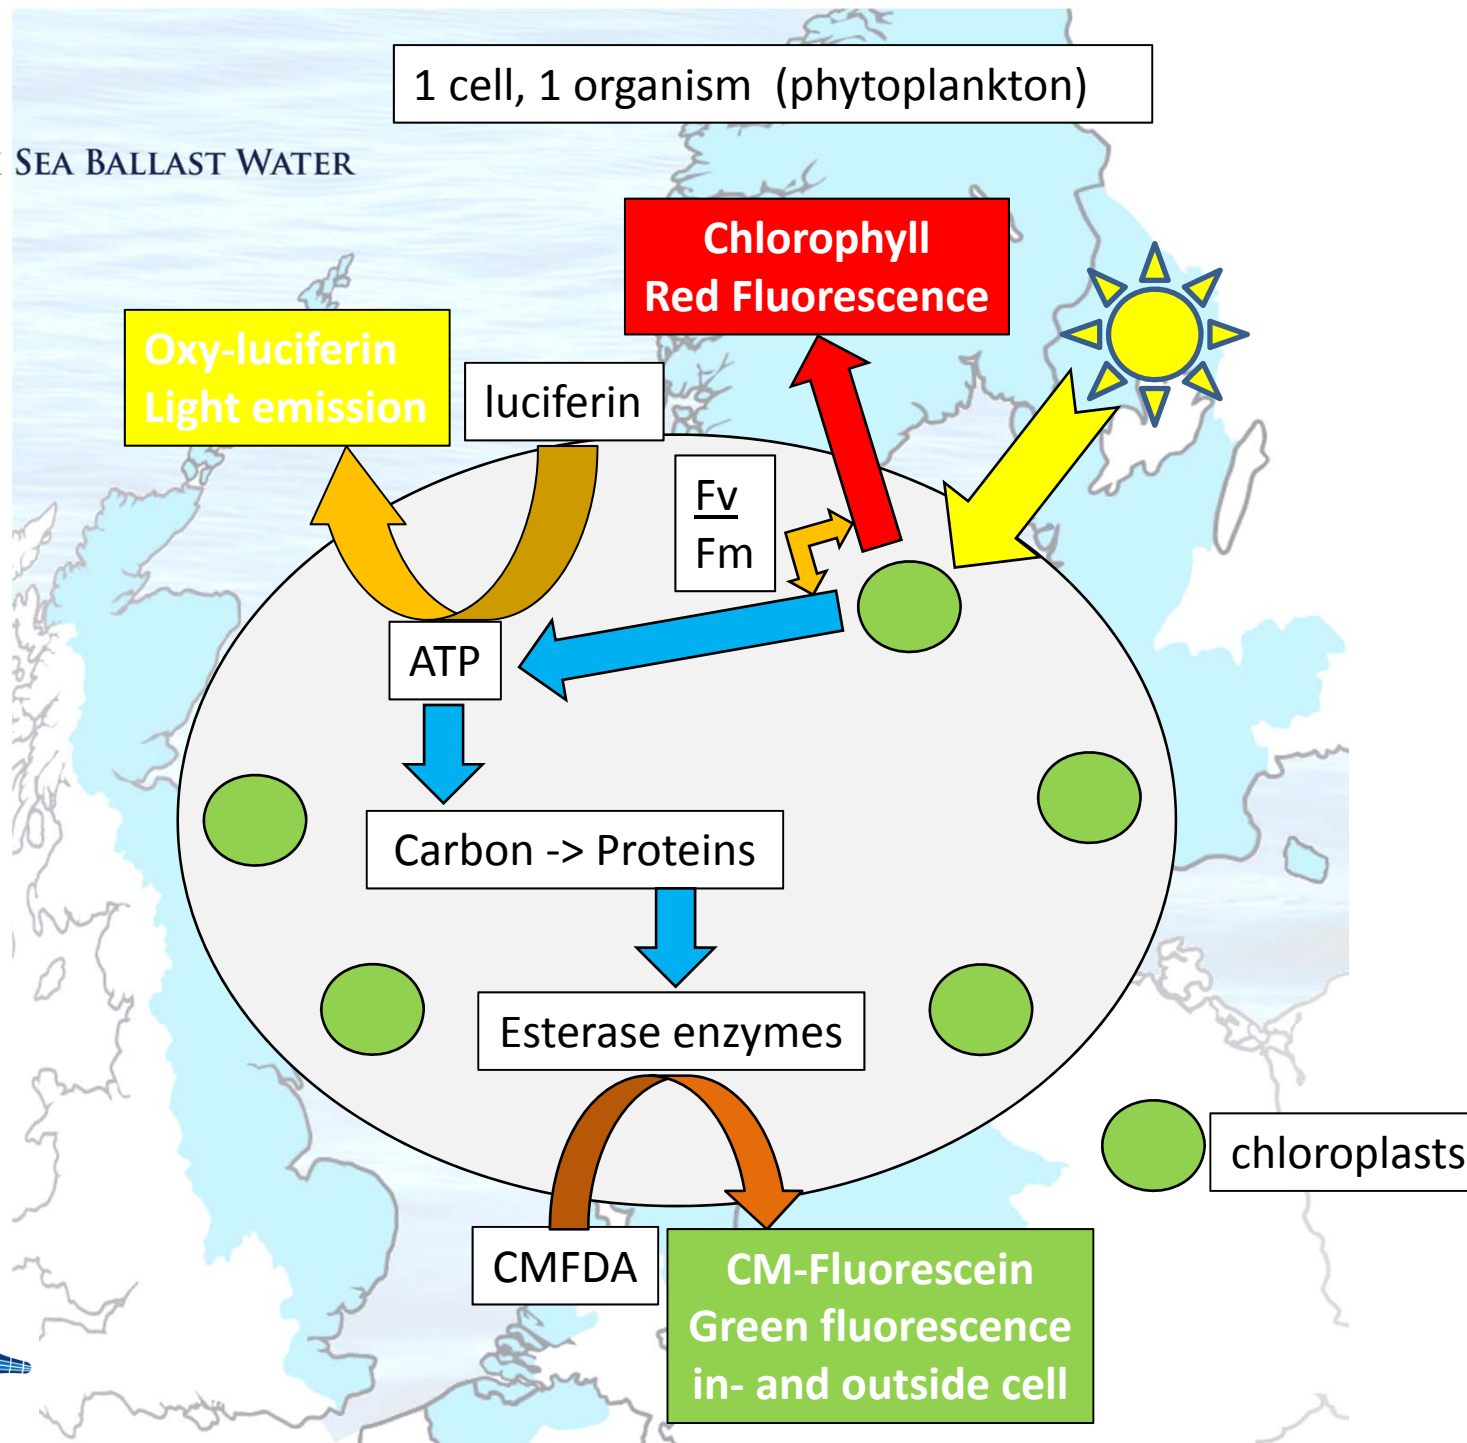 1 cell, 1 organism (phytoplankton)
SEA BALLAST WATER
Chlorophyll
Red Fluorescence
Oxy-luciferin
Light emission
luciferin
Fv
Fm
ATP
Carbon -> Proteins
Esterase enzymes
chloroplasts
CMFDA
CM-Fluorescein
Green fluorescence
in- and outside cell